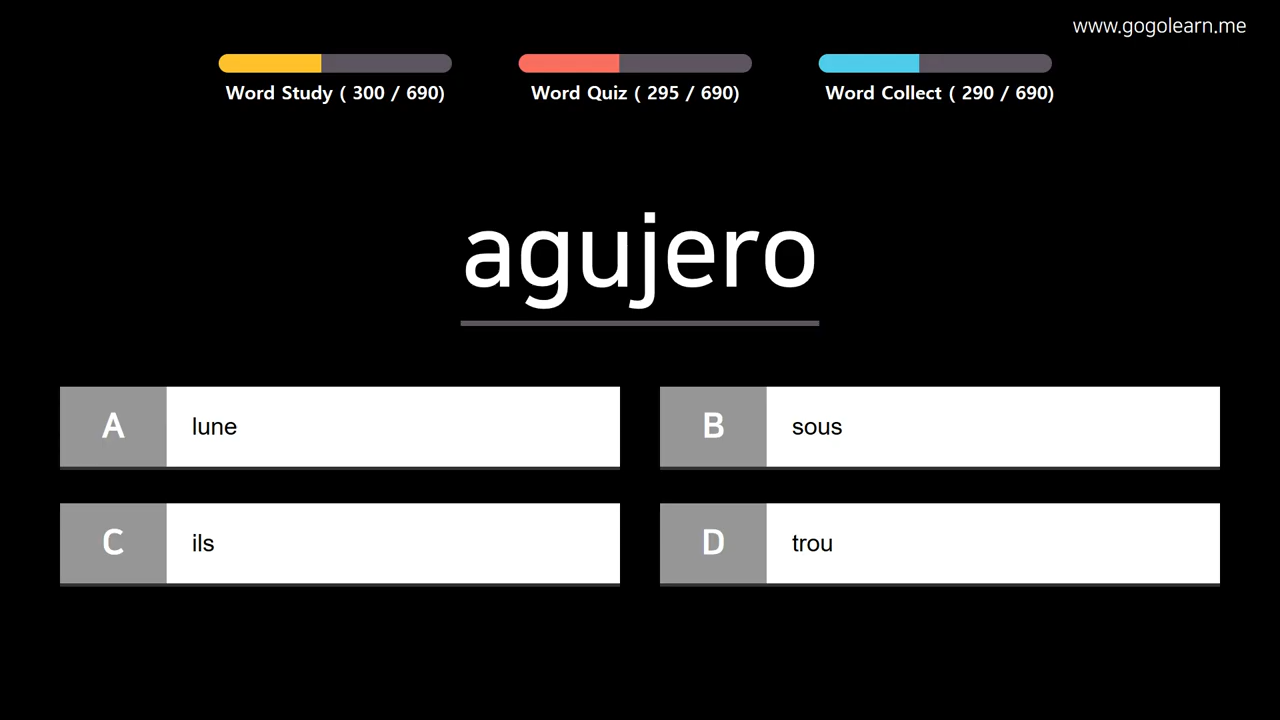 www.gogolearn.me
Word Study ( 300 / 690)
Word Quiz ( 295 / 690)
Word Collect ( 290 / 690)
agujero
A lune
B sous
C ils
D trou